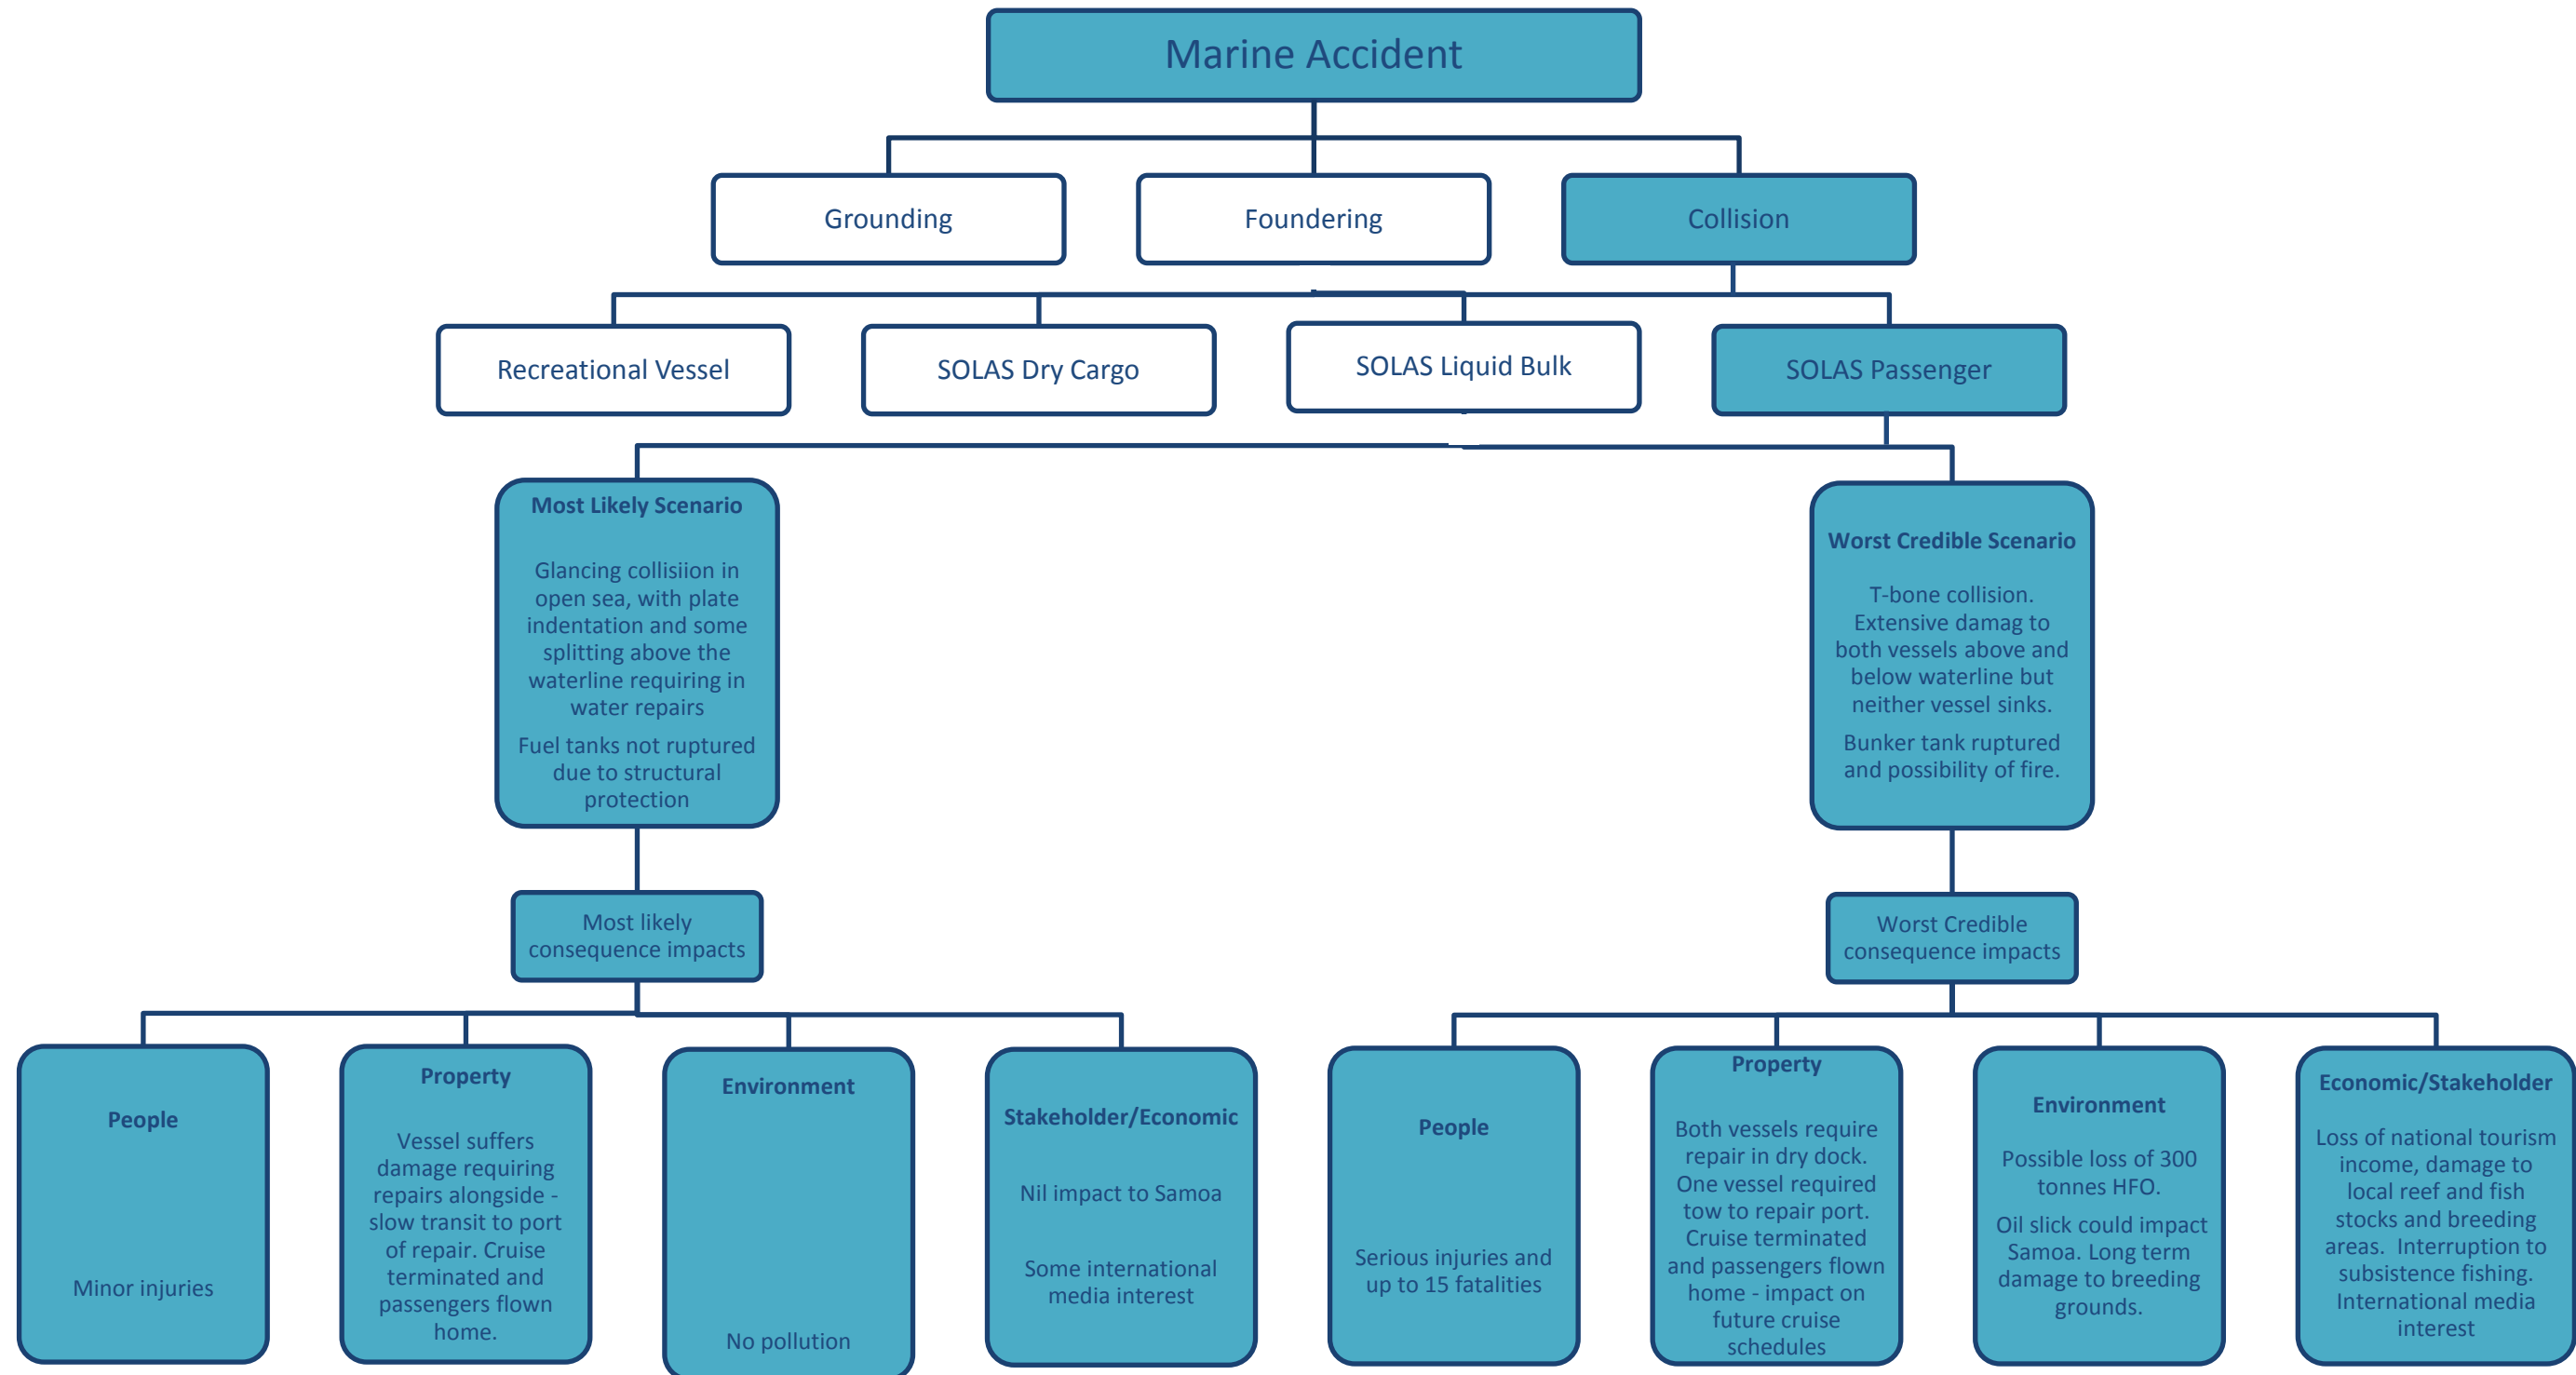 Marine Accident
Grounding
Foundering
Collision
Recreational Vessel
SOLAS Dry Cargo
SOLAS Liquid Bulk
SOLAS Passenger
Most Likely Scenario
Glancing collisiion in
open sea, with plate
indentation and some
splitting above the
waterline requiring in
water repairs
Fuel tanks not ruptured
due to structural
protection
Worst Credible Scenario
T-bone collision.
Extensive damag to
both vessels above and
below waterline but
neither vessel sinks.
Bunker tank ruptured
and possibility of fire.
Most likely
consequence impacts
Worst Credible
consequence impacts
People
Minor injuries
Property
Vessel suffers
damage requiring
repairs alongside -
slow transit to port
of repair. Cruise
terminated and
passengers flown
home.
Environment
No pollution
Stakeholder/Economic
Nil impact to Samoa
Some international
media interest
People
Serious injuries and
up to 15 fatalities
Property
Both vessels require
repair in dry dock.
One vessel required
tow to repair port.
Cruise terminated
and passengers flown
home - impact on
future cruise
schedules
Environment
Possible loss of 300
tonnes HFO.
Oil slick could impact
Samoa. Long term
damage to breeding
grounds.
Economic/Stakeholder
Loss of national tourism
income, damage to
local reef and fish
stocks and breeding
areas.  Interruption to
subsistence fishing.
International media
interest